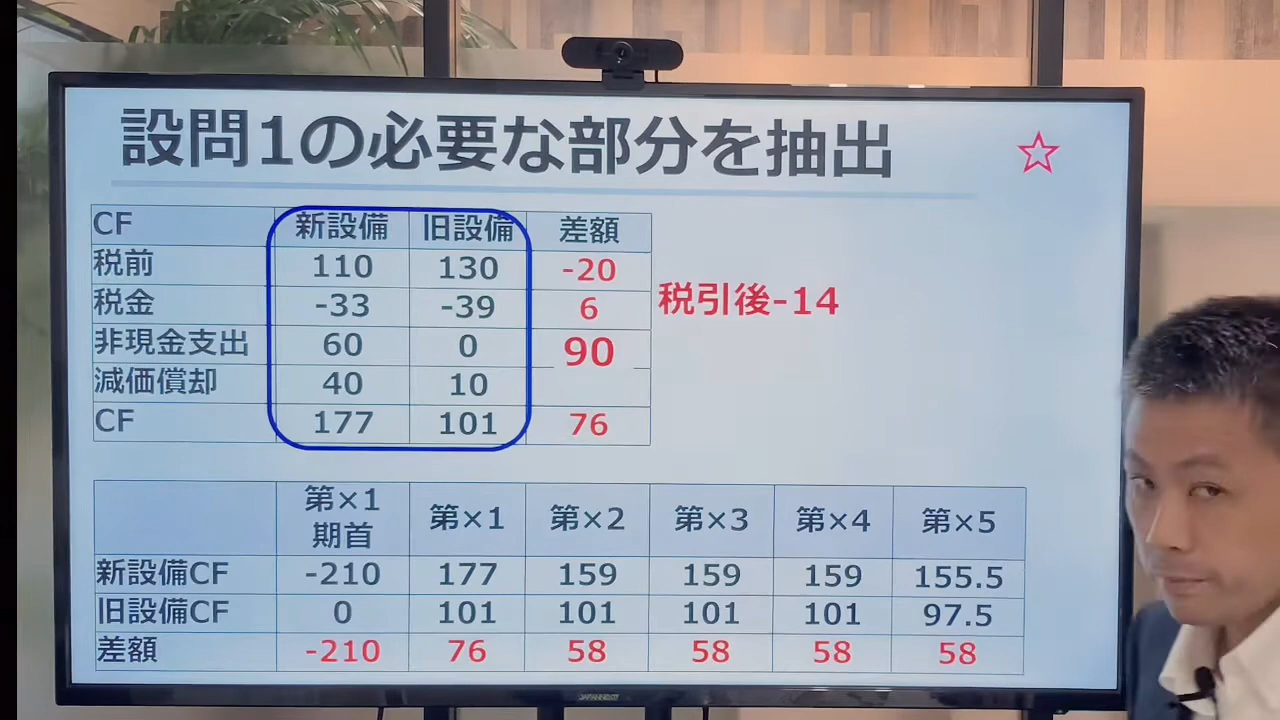 設問1の必要な部分を抽出 ☆
CF 新設備 旧設備 差額
税前 110 130 -20
税金 -33 -39 6
税引後-14
非現金支出 60 0 90
減価償却 40 10
CF 177 101 76
第×1期首 第×1 第×2 第×3 第×4 第×5
新設備CF -210 177 159 159 159 155.5
旧設備CF 0 101 101 101 101 97.5
差額 -210 76 58 58 58 58